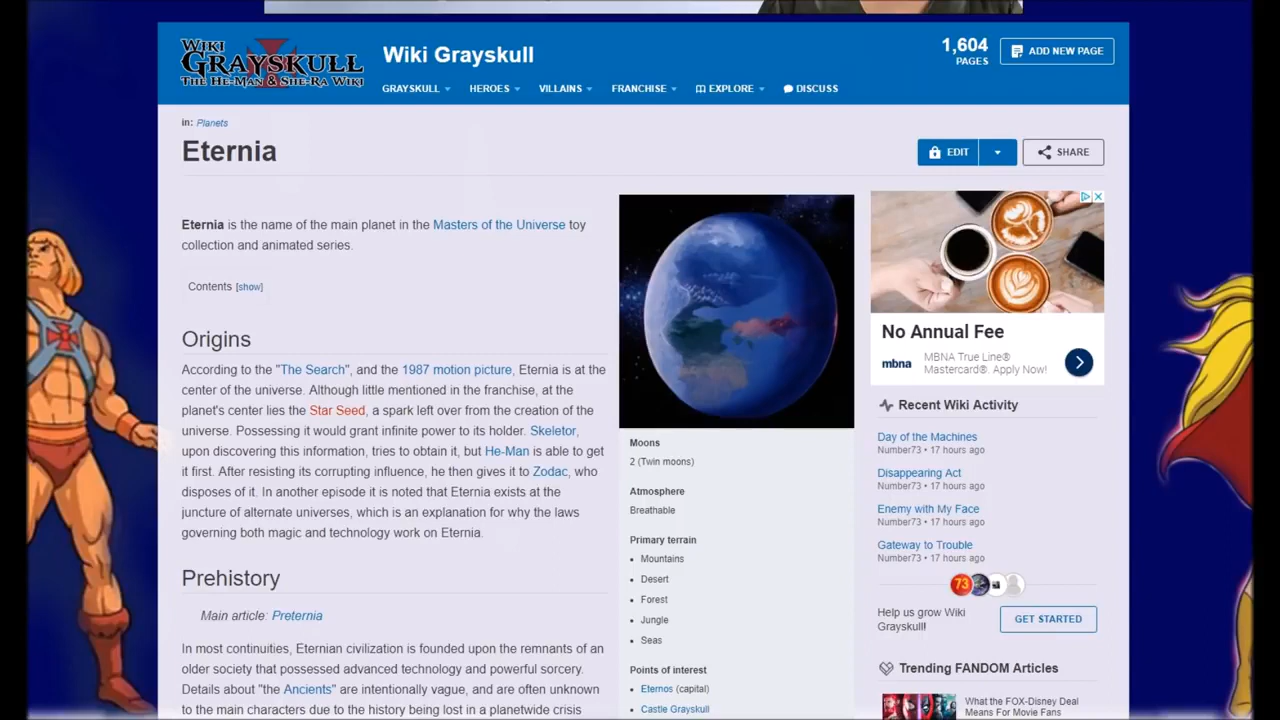 WIKI
GRAYSKULL
THE HE-MAN & SHE-RA WIKI
Wiki Grayskull
1,604
PAGES
ADD NEW PAGE
GRAYSKULL
HEROES
VILLAINS
FRANCHISE
EXPLORE
DISCUSS
in: Planets
Eternia
EDIT
SHARE
Eternia is the name of the main planet in the Masters of the Universe toy
collection and animated series.
Contents [show]
Origins
According to the "The Search", and the 1987 motion picture, Eternia is at the
center of the universe. Although little mentioned in the franchise, at the
planet's center lies the Star Seed, a spark left over from the creation of the
universe. Possessing it would grant infinite power to its holder. Skeletor,
upon discovering this information, tries to obtain it, but He-Man is able to get
it first. After resisting its corrupting influence, he then gives it to Zodac, who
disposes of it. In another episode it is noted that Eternia exists at the
juncture of alternate universes, which is an explanation for why the laws
governing both magic and technology work on Eternia.
Prehistory
Main article: Preternia
In most continuities, Eternian civilization is founded upon the remnants of an
older society that possessed advanced technology and powerful sorcery.
Details about "the Ancients" are intentionally vague, and are often unknown
to the main characters due to the history being lost in a planetwide crisis
Moons
2 (Twin moons)
Atmosphere
Breathable
Primary terrain
Mountains
Desert
Forest
Jungle
Seas
Points of interest
Eternos (capital)
Castle Grayskull
No Annual Fee
mbna
MBNA True Line®
Mastercard®. Apply Now!
Recent Wiki Activity
Day of the Machines
Number73 • 17 hours ago
Disappearing Act
Number73 • 17 hours ago
Enemy with My Face
Number73 • 17 hours ago
Gateway to Trouble
Number73 • 17 hours ago
73
Help us grow Wiki
Grayskull!
GET STARTED
Trending FANDOM Articles
What the FOX-Disney Deal
Means For Movie Fans